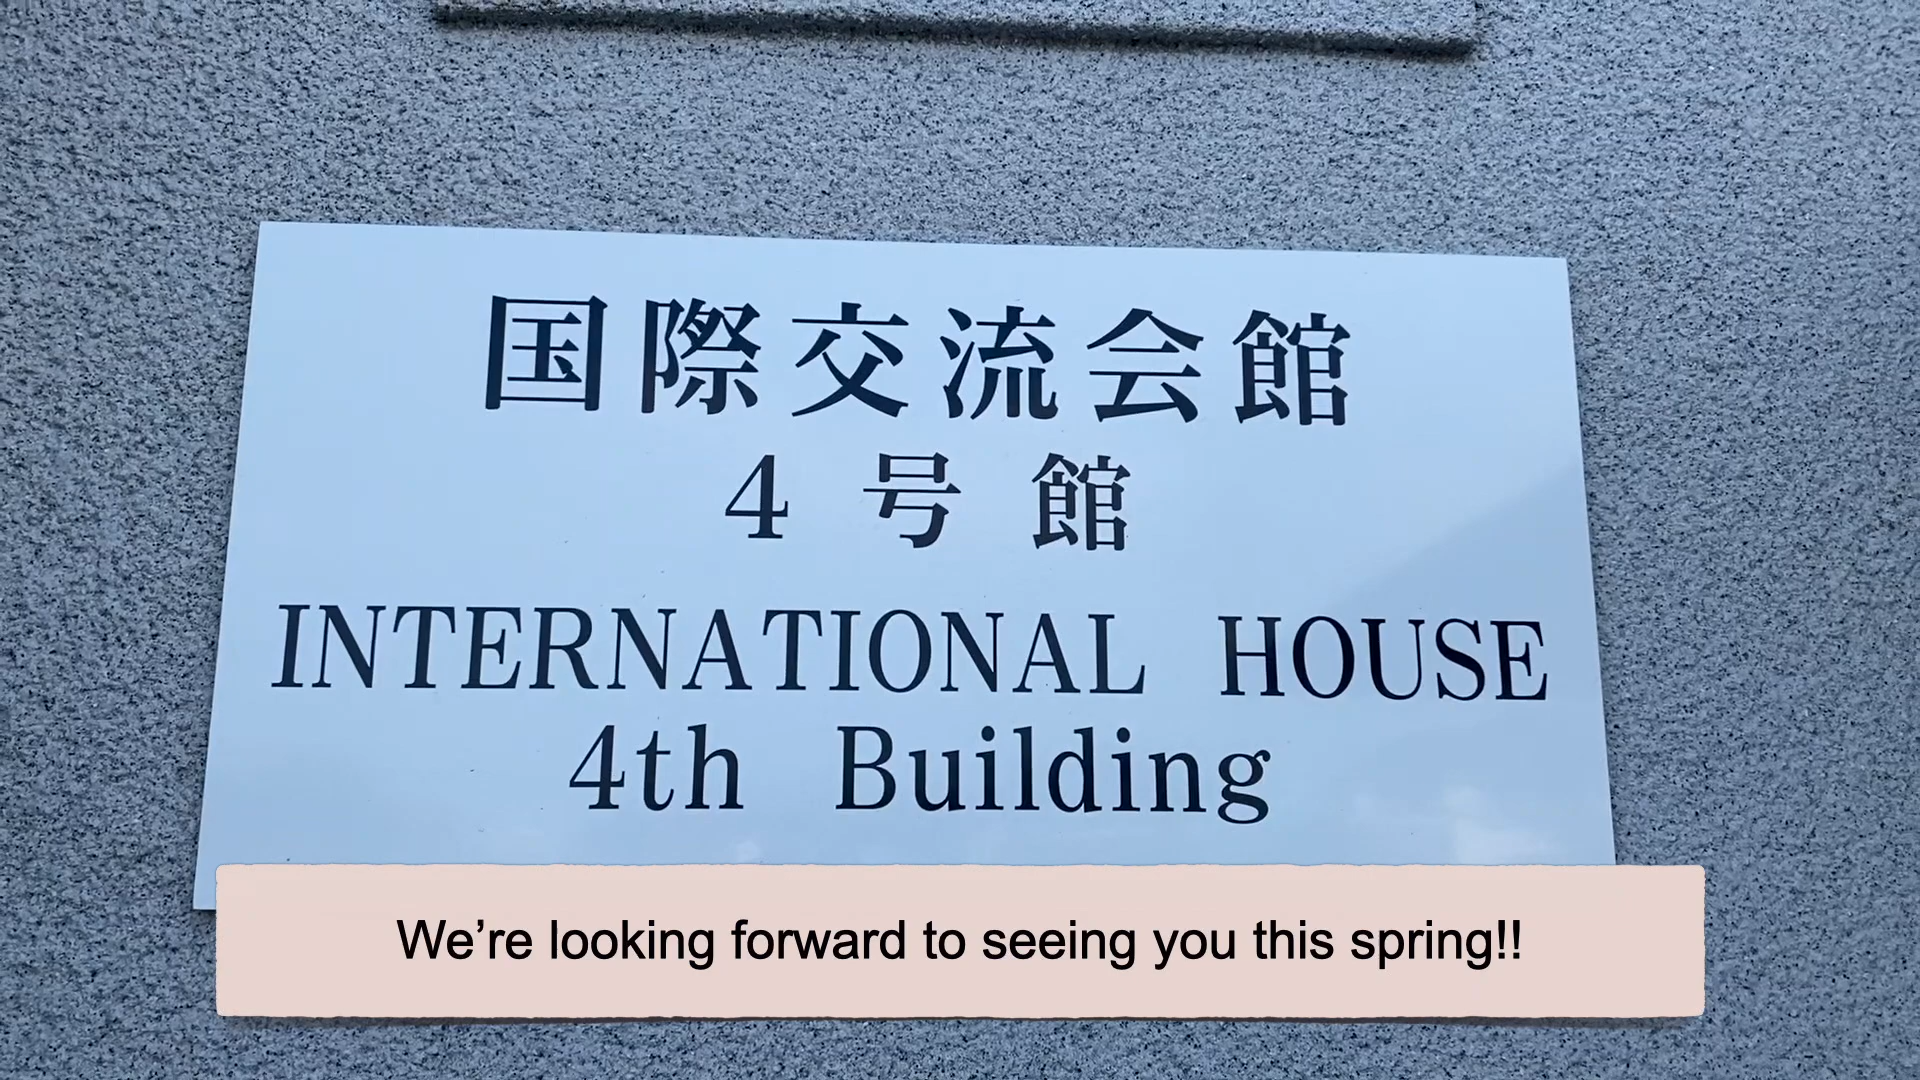 国際交流会館
4号館
INTERNATIONAL HOUSE
4th Building
We’re looking forward to seeing you this spring!!